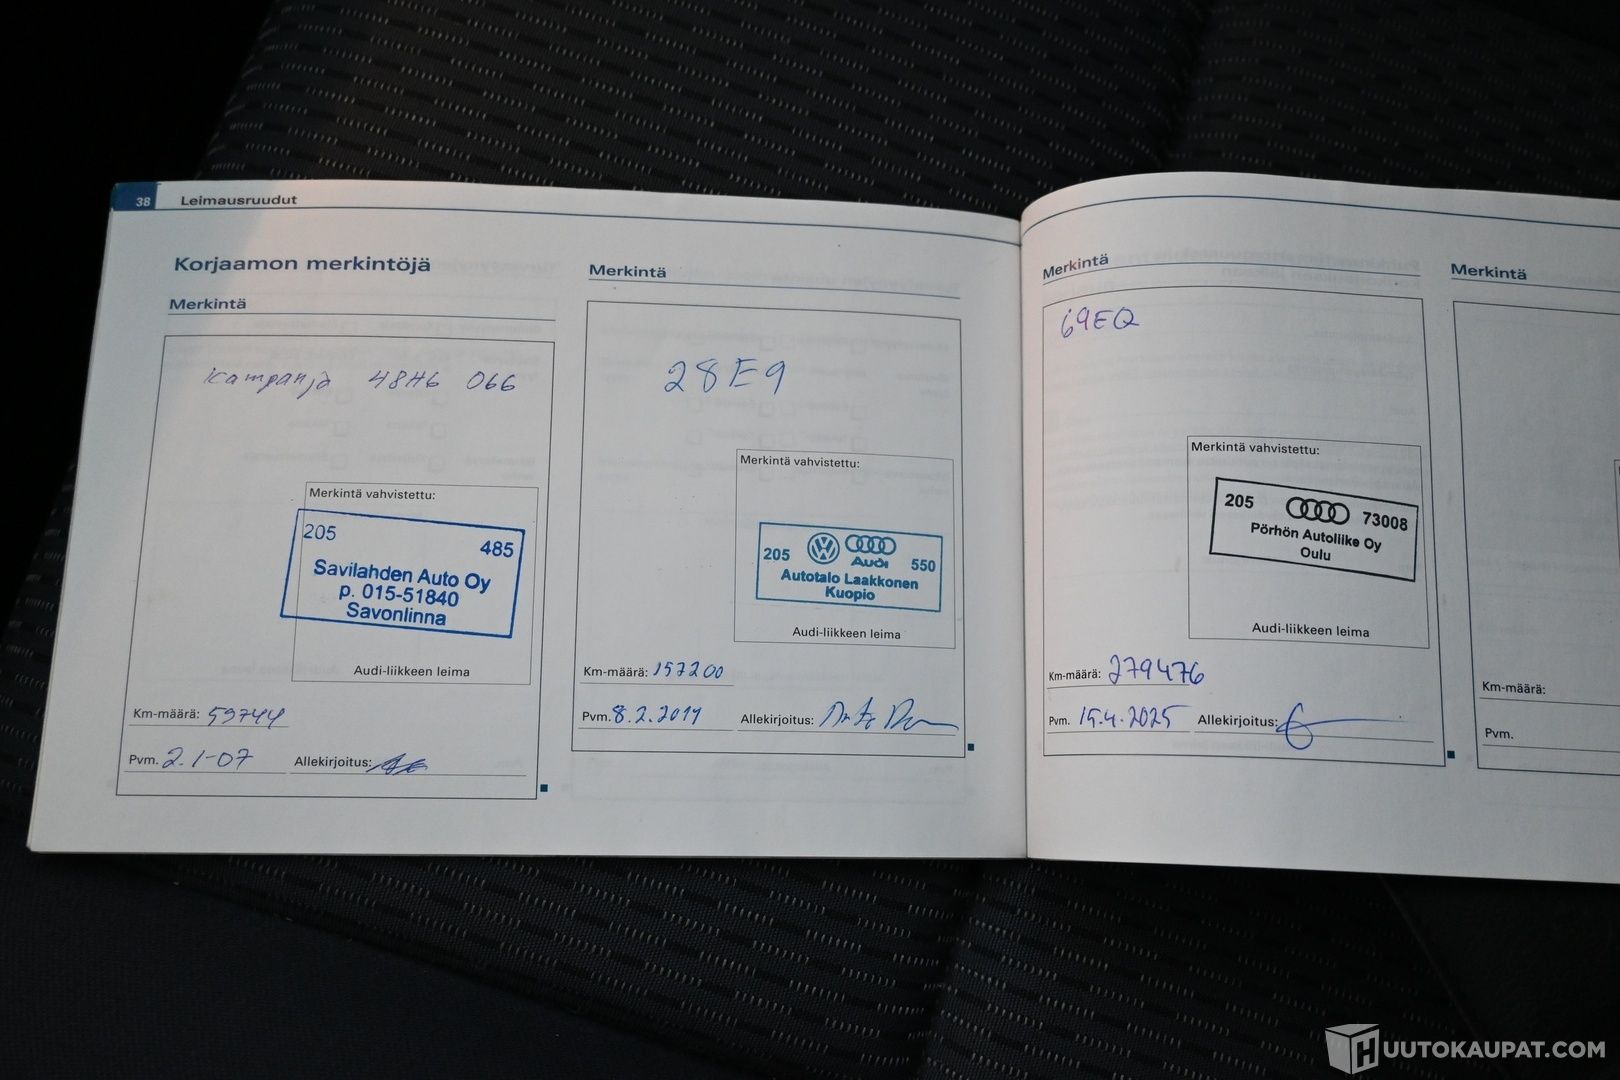 38 Leimausruudut
Korjaamon merkintöjä
Merkintä
Kampanja 48H6 066
Merkintä vahvistettu:
205 485
Savilahden Auto Oy
p. 015-51840
Savonlinna
Audi-liikkeen leima
Km-määrä: 59744
Pvm. 2.1-07 Allekirjoitus:
Merkintä
28E9
Merkintä vahvistettu:
205 Audi 550
Autotalo Laakkonen
Kuopio
Audi-liikkeen leima
Km-määrä: 157200
Pvm. 8.2.2019 Allekirjoitus:
Merkintä
69EQ
Merkintä vahvistettu:
205 73008
Pörhön Autoliike Oy
Oulu
Audi-liikkeen leima
Km-määrä: 279476
Pvm. 15.4.2025 Allekirjoitus:
Merkintä
Km-määrä:
Pvm.
HUUTOKAUPAT.COM